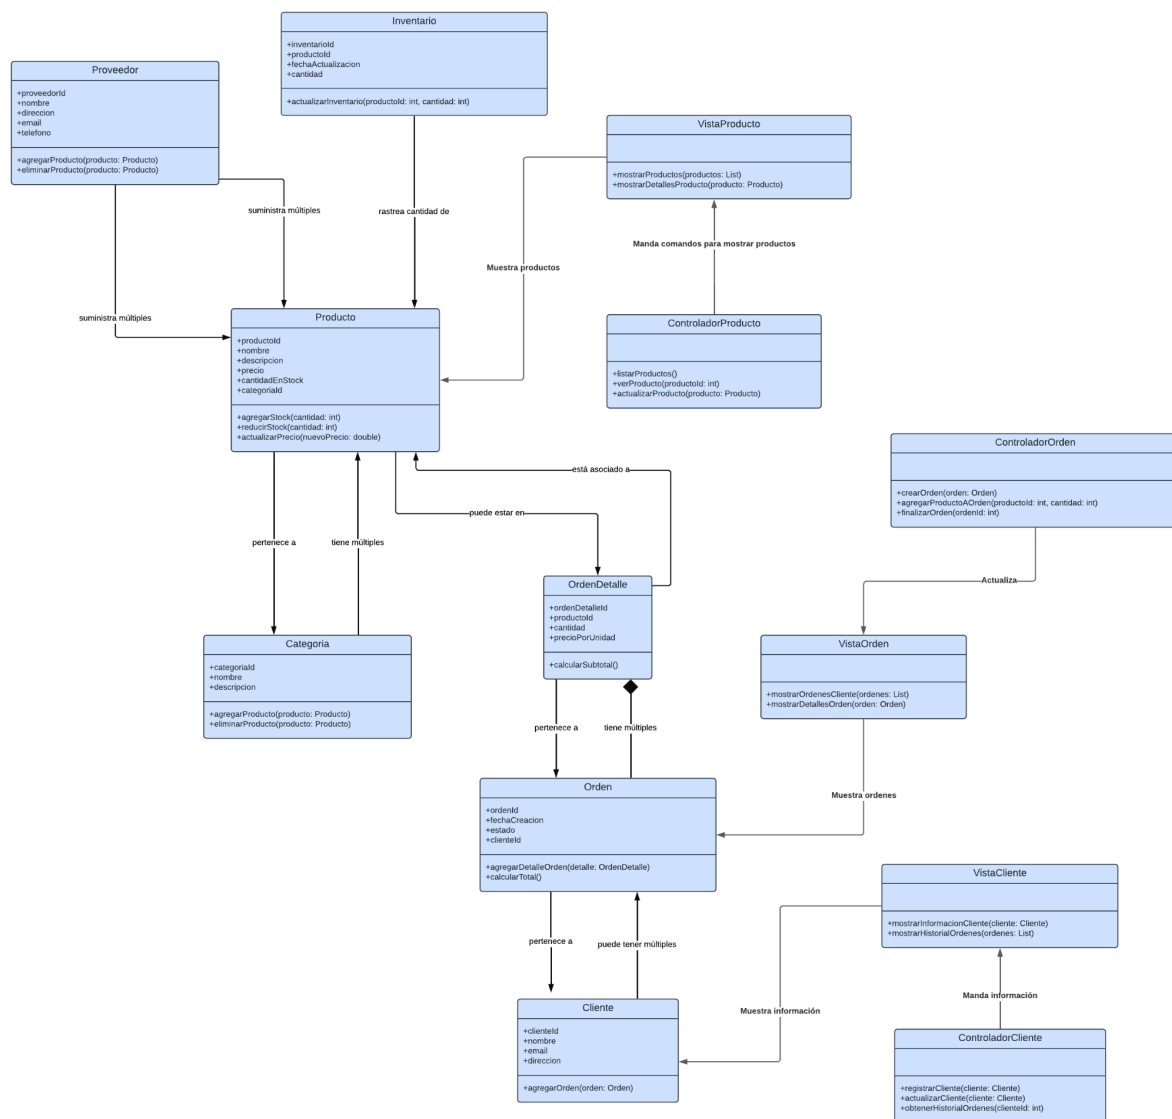 Inventario
+inventarioId
+productoId
+fechaActualizacion
+cantidad
+actualizarInventario(productoId: int, cantidad: int)
Proveedor
+proveedorId
+nombre
+direccion
+email
+telefono
+agregarProducto(producto: Producto)
+eliminarProducto(producto: Producto)
VistaProducto
+mostrarProductos(productos: List)
+mostrarDetallesProducto(producto: Producto)
suministra múltiples
rastrea cantidad de
Manda comandos para mostrar productos
Muestra productos
suministra múltiples
Producto
+productoId
+nombre
+descripcion
+precio
+cantidadEnStock
+categoriaId
+agregarStock(cantidad: int)
+reducirStock(cantidad: int)
+actualizarPrecio(nuevoPrecio: double)
ControladorProducto
+listarProductos()
+verProducto(productoId: int)
+actualizarProducto(producto: Producto)
ControladorOrden
+crearOrden(orden: Orden)
+agregarProductoAOrden(productoId: int, cantidad: int)
+finalizarOrden(ordenId: int)
está asociado a
puede estar en
pertenece a
tiene múltiples
Actualiza
OrdenDetalle
+ordenDetalleId
+productoId
+cantidad
+precioPorUnidad
+calcularSubtotal()
Categoria
+categoriaId
+nombre
+descripcion
+agregarProducto(producto: Producto)
+eliminarProducto(producto: Producto)
VistaOrden
+mostrarOrdenesCliente(ordenes: List)
+mostrarDetallesOrden(orden: Orden)
pertenece a
tiene múltiples
Muestra ordenes
Orden
+ordenId
+fechaCreacion
+estado
+clienteId
+agregarDetalleOrden(detalle: OrdenDetalle)
+calcularTotal()
VistaCliente
+mostrarInformacionCliente(cliente: Cliente)
+mostrarHistorialOrdenes(ordenes: List)
pertenece a
puede tener múltiples
Manda información
Muestra información
Cliente
+clienteId
+nombre
+email
+direccion
+agregarOrden(orden: Orden)
ControladorCliente
+registrarCliente(cliente: Cliente)
+actualizarCliente(cliente: Cliente)
+obtenerHistorialOrdenes(clienteId: int)